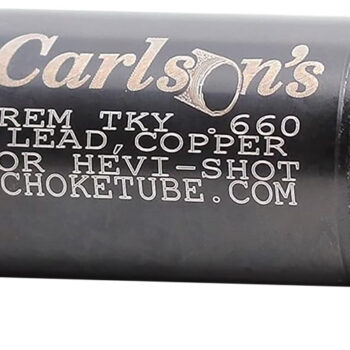 Carlson's
REM TKY .660
LEAD, COPPER
OR HEVI-SHOT
CHOKETUBE.COM